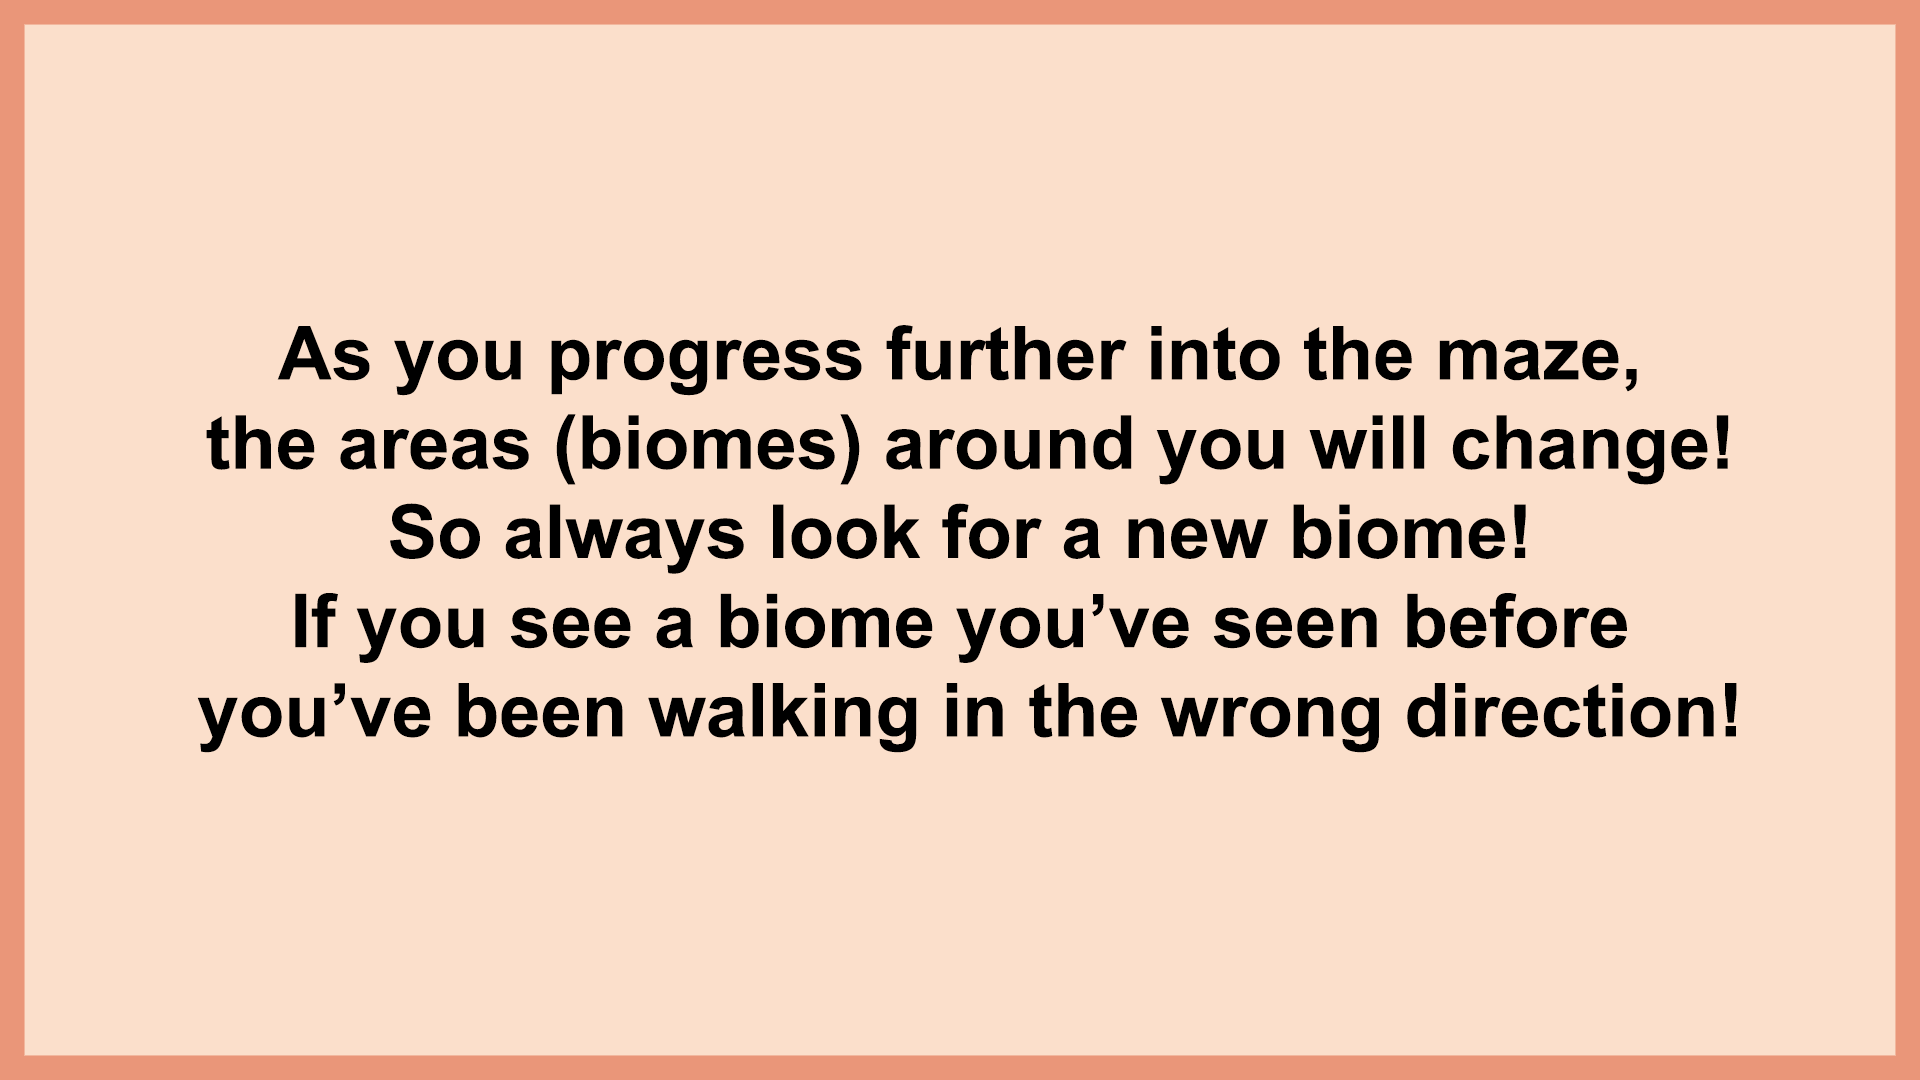 As you progress further into the maze,
the areas (biomes) around you will change!
So always look for a new biome!
If you see a biome you’ve seen before
you’ve been walking in the wrong direction!